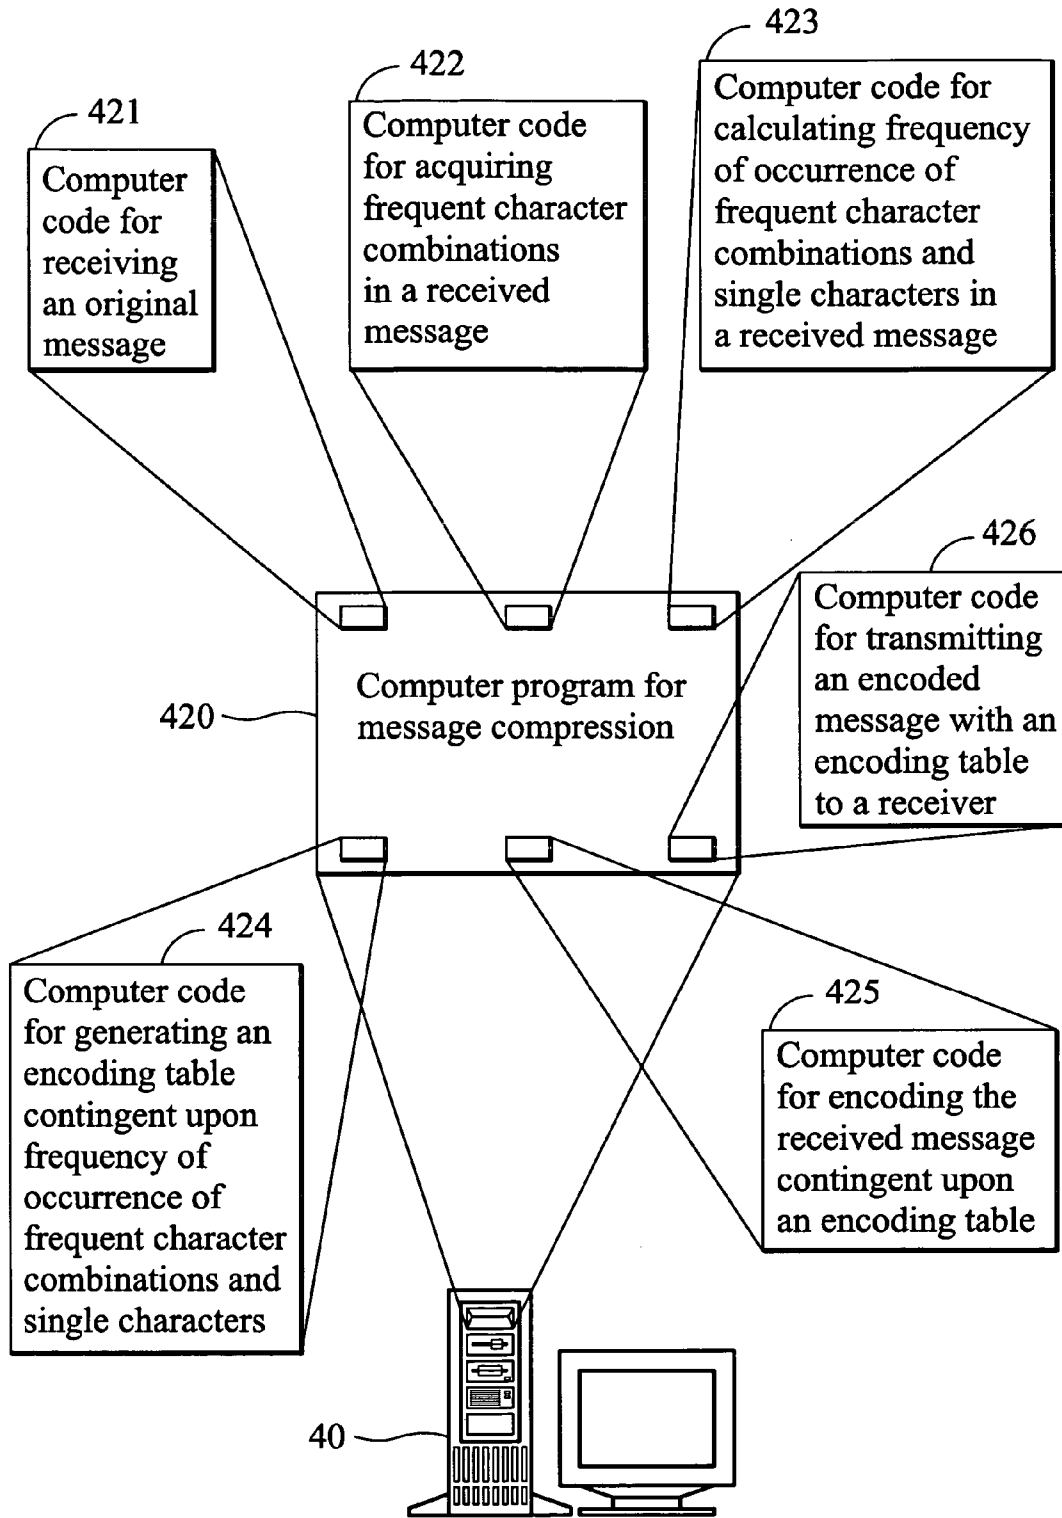 423
422
421
Computer code for
calculating frequency
of occurrence of
frequent character
combinations and
single characters in
a received message
Computer code
for acquiring
frequent character
combinations
in a received
message
Computer
code for
receiving
an original
message
426
Computer code
for transmitting
an encoded
message with an
encoding table
to a receiver
420
Computer program for
message compression
424
Computer code
for generating an
encoding table
contingent upon
frequency of
occurrence of
frequent character
combinations and
single characters
425
Computer code
for encoding the
received message
contingent upon
an encoding table
40